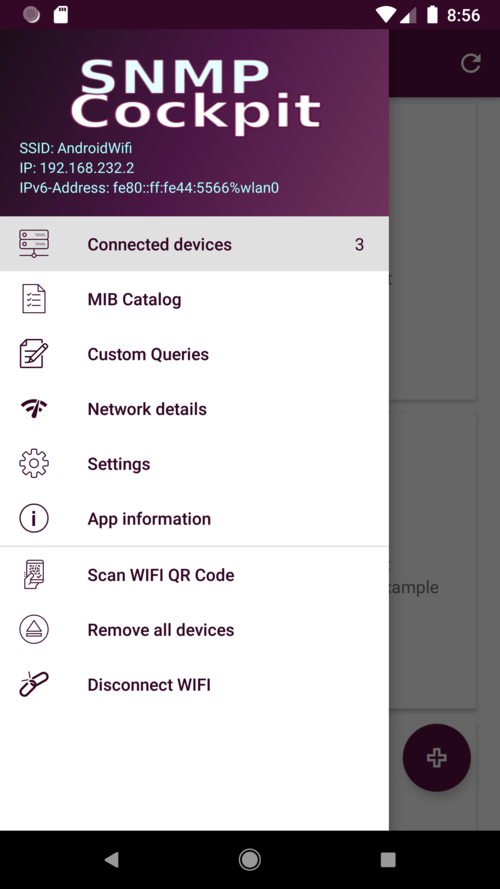 8:56
SNMP
Cockpit
SSID: AndroidWifi
IP: 192.168.232.2
IPv6-Address: fe80::ff:fe44:5566%wlan0
Connected devices 3
MIB Catalog
Custom Queries
Network details
Settings
App information
ample
Scan WIFI QR Code
Remove all devices
Disconnect WIFI